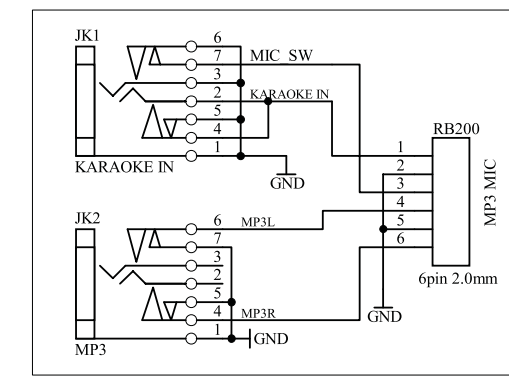 JK1
6
7
MIC_SW
3
2
KARAOKE IN
5
4
1
KARAOKE IN
GND
RB200
1
2
3
4
5
6
MP3 MIC
6pin 2.0mm
GND
JK2
6
MP3L
7
3
2
5
4
MP3R
1
GND
MP3